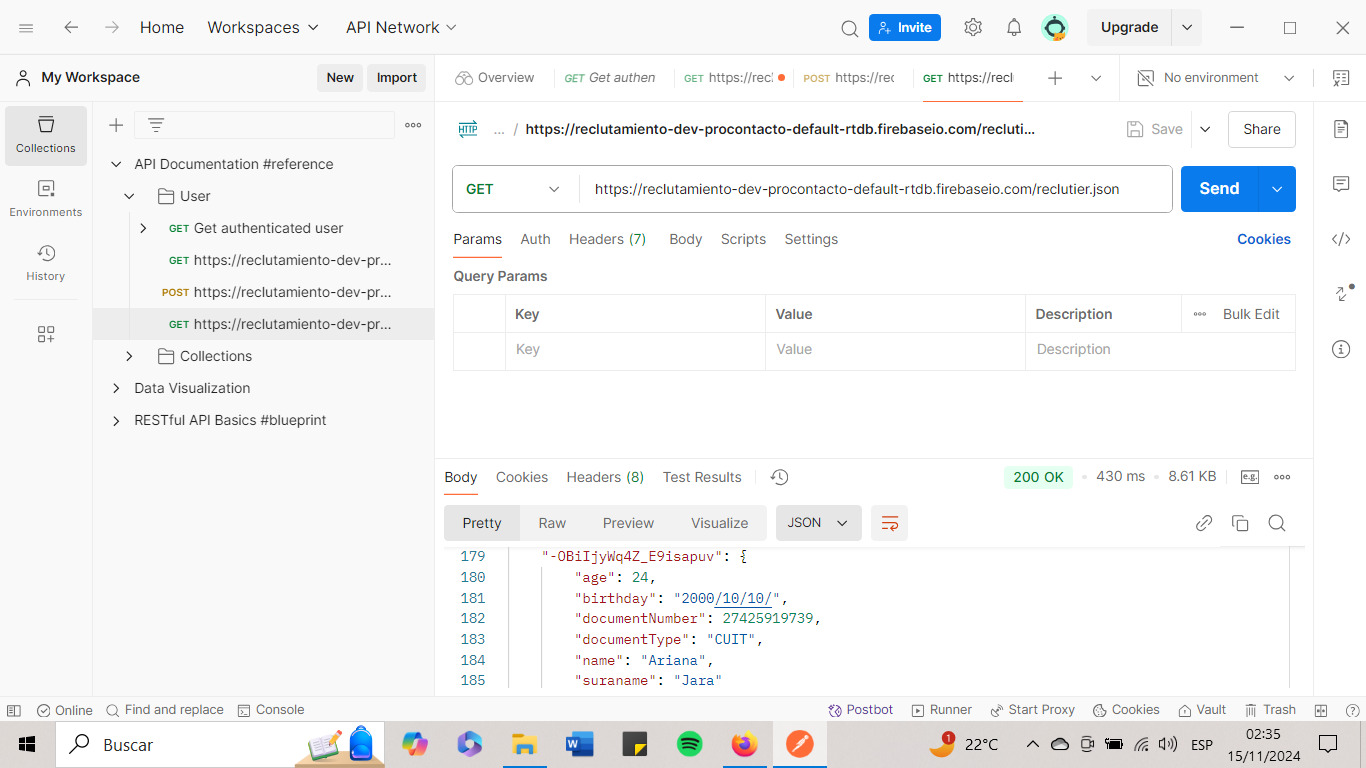 Home Workspaces API Network Invite Upgrade
My Workspace New Import Overview GET Get authen GET https://rec POST https://rec GET https://recl No environment
Collections
Environments
History
API Documentation #reference
User
GET Get authenticated user
GET https://reclutamiento-dev-pr...
POST https://reclutamiento-dev-pr...
GET https://reclutamiento-dev-pr...
Collections
Data Visualization
RESTful API Basics #blueprint
HTTP ... / https://reclutamiento-dev-procontacto-default-rtdb.firebaseio.com/recluti... Save Share
GET https://reclutamiento-dev-procontacto-default-rtdb.firebaseio.com/reclutier.json Send
Params Auth Headers (7) Body Scripts Settings Cookies
Query Params
Key Value Description Bulk Edit
Key Value Description
Body Cookies Headers (8) Test Results 200 OK 430 ms 8.61 KB e.g.
Pretty Raw Preview Visualize JSON
179 "-OBiIjyWq4Z_E9isapuv": {
180 "age": 24,
181 "birthday": "2000/10/10/",
182 "documentNumber": 27425919739,
183 "documentType": "CUIT",
184 "name": "Ariana",
185 "suraname": "Jara"
Online Find and replace Console Postbot Runner Start Proxy Cookies Vault Trash
Buscar 1 22°C ESP 02:35
15/11/2024